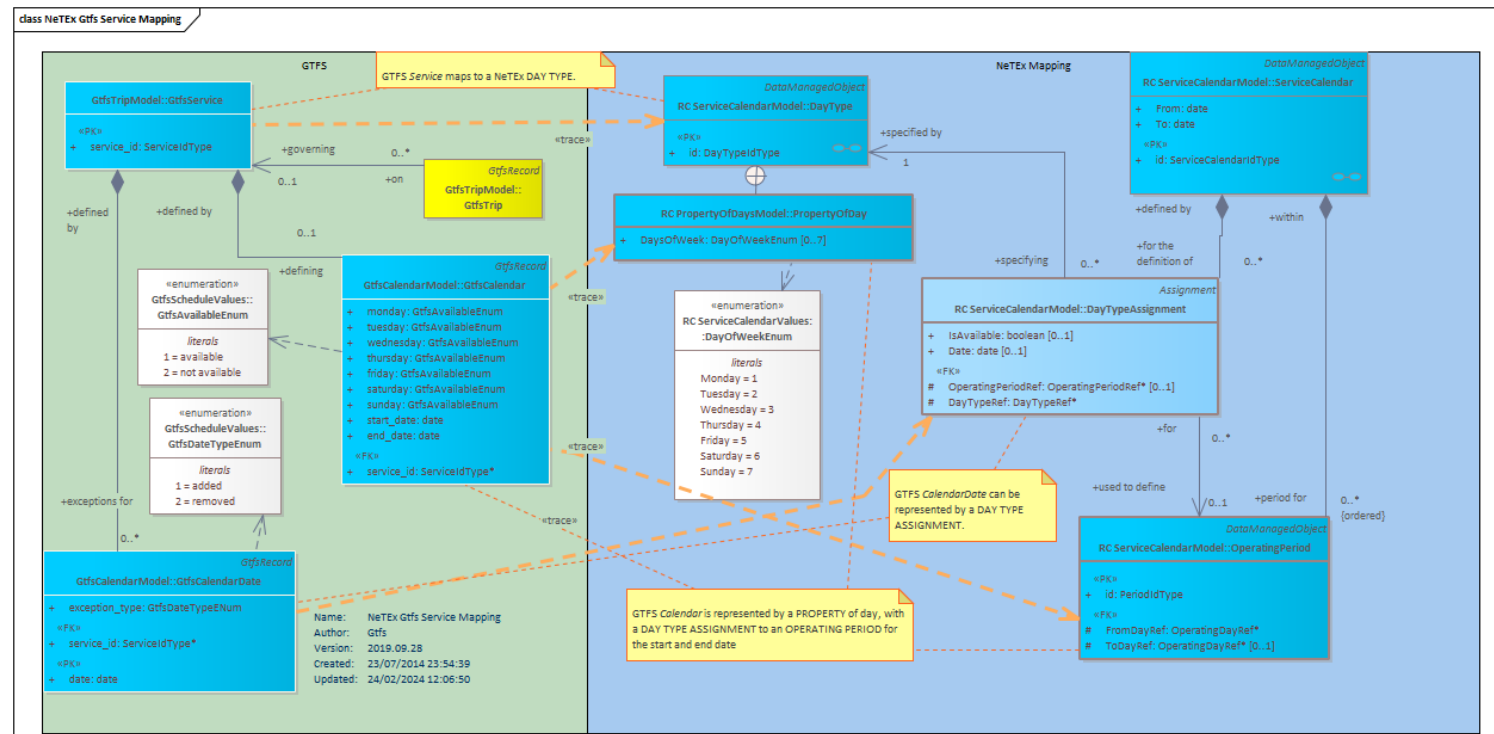 class NeTEx Gtfs Service Mapping
GTFS
NeTEx Mapping
GTFS Service maps to a NeTEx DAY TYPE.
GtfsTripModel::GtfsService
«PK»
+ service_id: ServiceIdType
DataManagedObject
RC ServiceCalendarModel::DayType
«PK»
+ id: DayTypeIdType
DataManagedObject
RC ServiceCalendarModel::ServiceCalendar
+ From: date
+ To: date
«PK»
+ id: ServiceCalendarIdType
«trace»
+specified by
1
+governing
0..*
0..1
+on
GtfsRecord
GtfsTripModel::
GtfsTrip
+defined
by
+defined by
0..1
+defining
RC PropertyOfDaysModel::PropertyOfDay
+ DaysOfWeek: DayOfWeekEnum [0..7]
+defined by
+within
+for the
definition of
0..*
+specifying
0..*
«enumeration»
GtfsScheduleValues::
GtfsAvailableEnum
literals
1 = available
2 = not available
GtfsRecord
GtfsCalendarModel::GtfsCalendar
+ monday: GtfsAvailableEnum
+ tuesday: GtfsAvailableEnum
+ wednesday: GtfsAvailableEnum
+ thursday: GtfsAvailableEnum
+ friday: GtfsAvailableEnum
+ saturday: GtfsAvailableEnum
+ sunday: GtfsAvailableEnum
+ start_date: date
+ end_date: date
«FK»
+ service_id: ServiceIdType*
«trace»
«enumeration»
RC ServiceCalendarValues:
:DayOfWeekEnum
literals
Monday = 1
Tuesday = 2
Wednesday = 3
Thursday = 4
Friday = 5
Saturday = 6
Sunday = 7
Assignment
RC ServiceCalendarModel::DayTypeAssignment
+ IsAvailable: boolean [0..1]
+ Date: date [0..1]
«FK»
# OperatingPeriodRef: OperatingPeriodRef* [0..1]
# DayTypeRef: DayTypeRef*
«enumeration»
GtfsScheduleValues::
GtfsDateTypeEnum
literals
1 = added
2 = removed
«trace»
+for
0..*
+exceptions for
0..*
«trace»
GTFS CalendarDate can be
represented by a DAY TYPE
ASSIGNMENT.
+used to define
0..1
+period for
0..*
{ordered}
GtfsRecord
GtfsCalendarModel::GtfsCalendarDate
+ exception_type: GtfsDateTypeENum
«FK»
+ service_id: ServiceIdType*
«PK»
+ date: date
DataManagedObject
RC ServiceCalendarModel::OperatingPeriod
«PK»
+ id: PeriodIdType
«FK»
# FromDayRef: OperatingDayRef*
# ToDayRef: OperatingDayRef* [0..1]
GTFS Calendar is represented by a PROPERTY of day, with
a DAY TYPE ASSIGNMENT to an OPERATING PERIOD for
the start and end date
Name: NeTEx Gtfs Service Mapping
Author: Gtfs
Version: 2019.09.28
Created: 23/07/2014 23:54:39
Updated: 24/02/2024 12:06:50